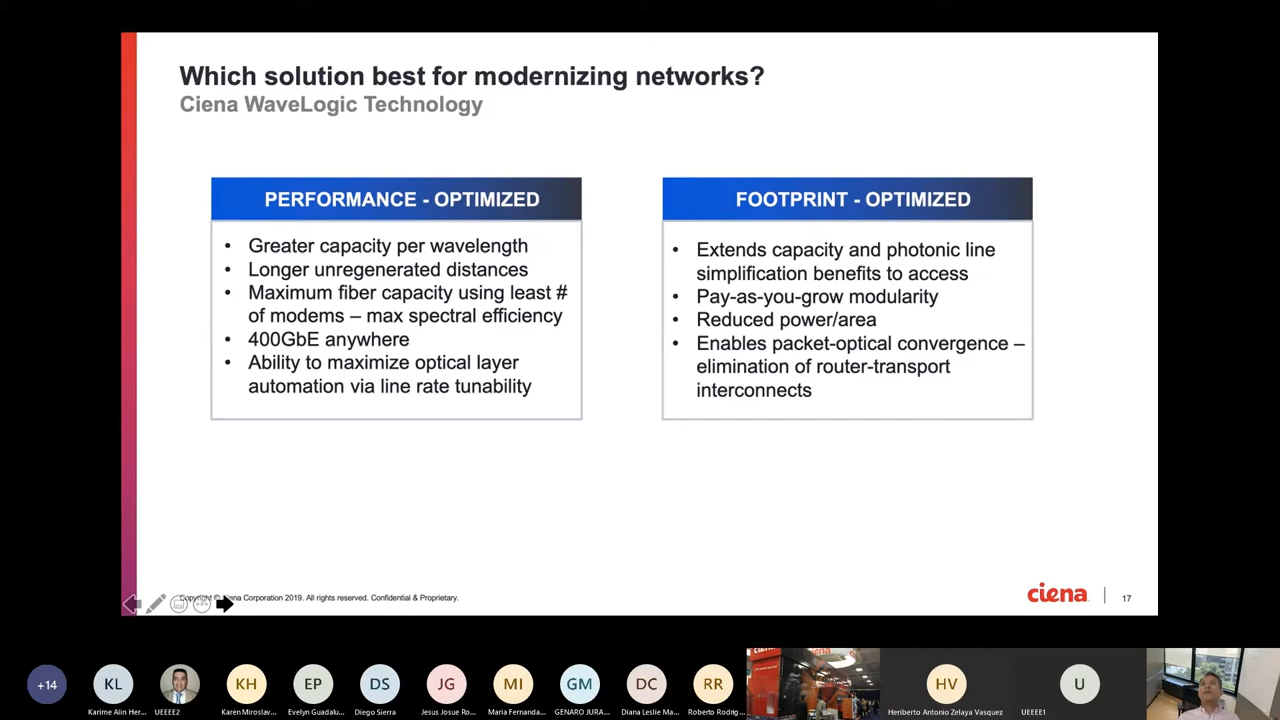 Which solution best for modernizing networks?
Ciena WaveLogic Technology
PERFORMANCE - OPTIMIZED
• Greater capacity per wavelength
• Longer unregenerated distances
• Maximum fiber capacity using least #
of modems – max spectral efficiency
• 400GbE anywhere
• Ability to maximize optical layer
automation via line rate tunability
FOOTPRINT - OPTIMIZED
• Extends capacity and photonic line
simplification benefits to access
• Pay-as-you-grow modularity
• Reduced power/area
• Enables packet-optical convergence –
elimination of router-transport
interconnects
Copyright © Ciena Corporation 2019. All rights reserved. Confidential & Proprietary.
ciena
17
+14
KL
KH
EP
DS
JG
MI
GM
DC
RR
HV
U
Karime Alin Her...
UEEEE2
Karen Miroslav...
Evelyn Guadalu...
Diego Sierra
Jesus Josue Ro...
Maria Fernanda...
GENARO JURA...
Diana Leslie Ma...
Roberto Rodrig...
Heriberto Antonio Zelaya Vasquez
UEEEE1